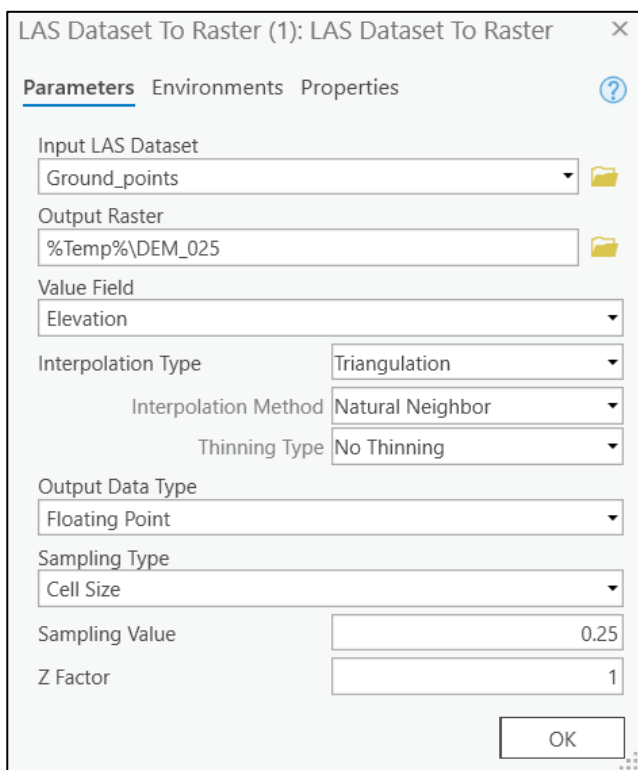 LAS Dataset To Raster (1): LAS Dataset To Raster
Parameters Environments Properties
Input LAS Dataset
Ground_points
Output Raster
%Temp%\DEM_025
Value Field
Elevation
Interpolation Type Triangulation
Interpolation Method Natural Neighbor
Thinning Type No Thinning
Output Data Type
Floating Point
Sampling Type
Cell Size
Sampling Value 0.25
Z Factor 1
OK